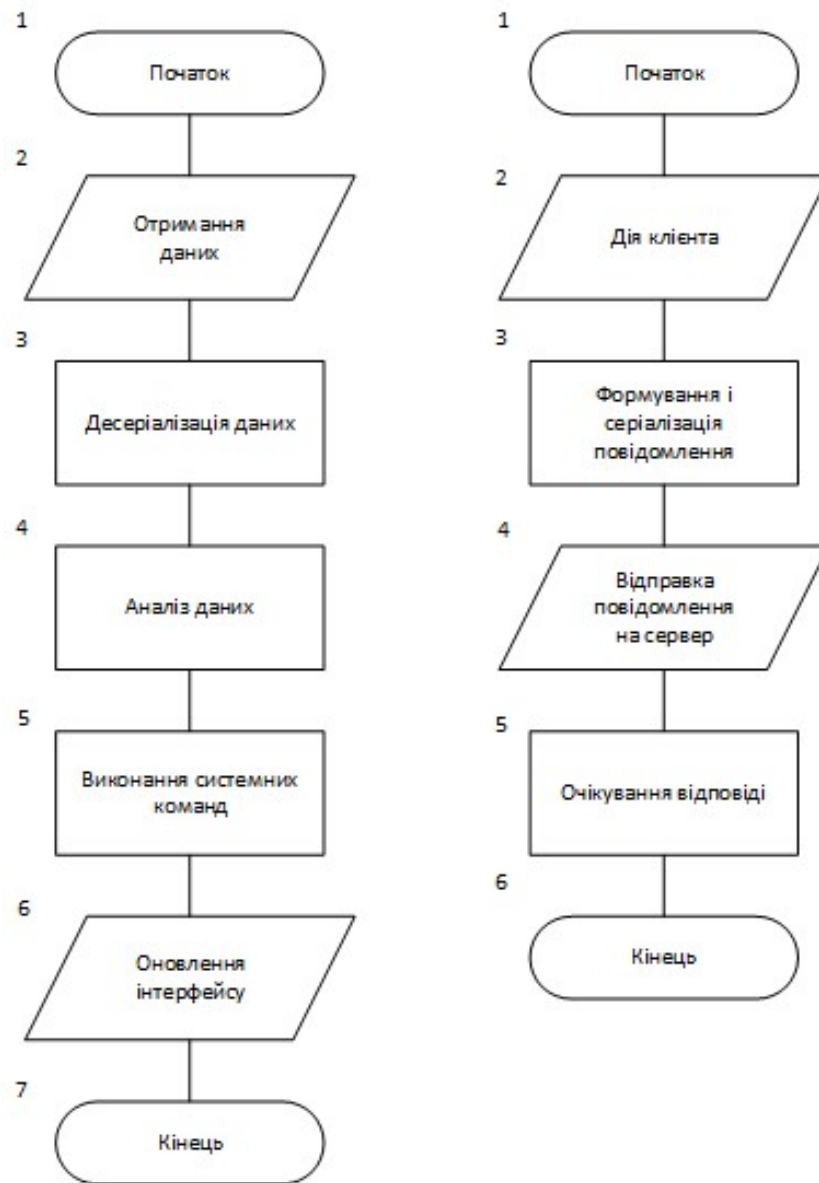 1
Початок
2
Отримання
даних
3
Десеріалізація даних
4
Аналіз даних
5
Виконання системних
команд
6
Оновлення
інтерфейсу
7
Кінець
1
Початок
2
Дія клієнта
3
Формування і
серіалізація
повідомлення
4
Відправка
повідомлення
на сервер
5
Очікування відповіді
6
Кінець